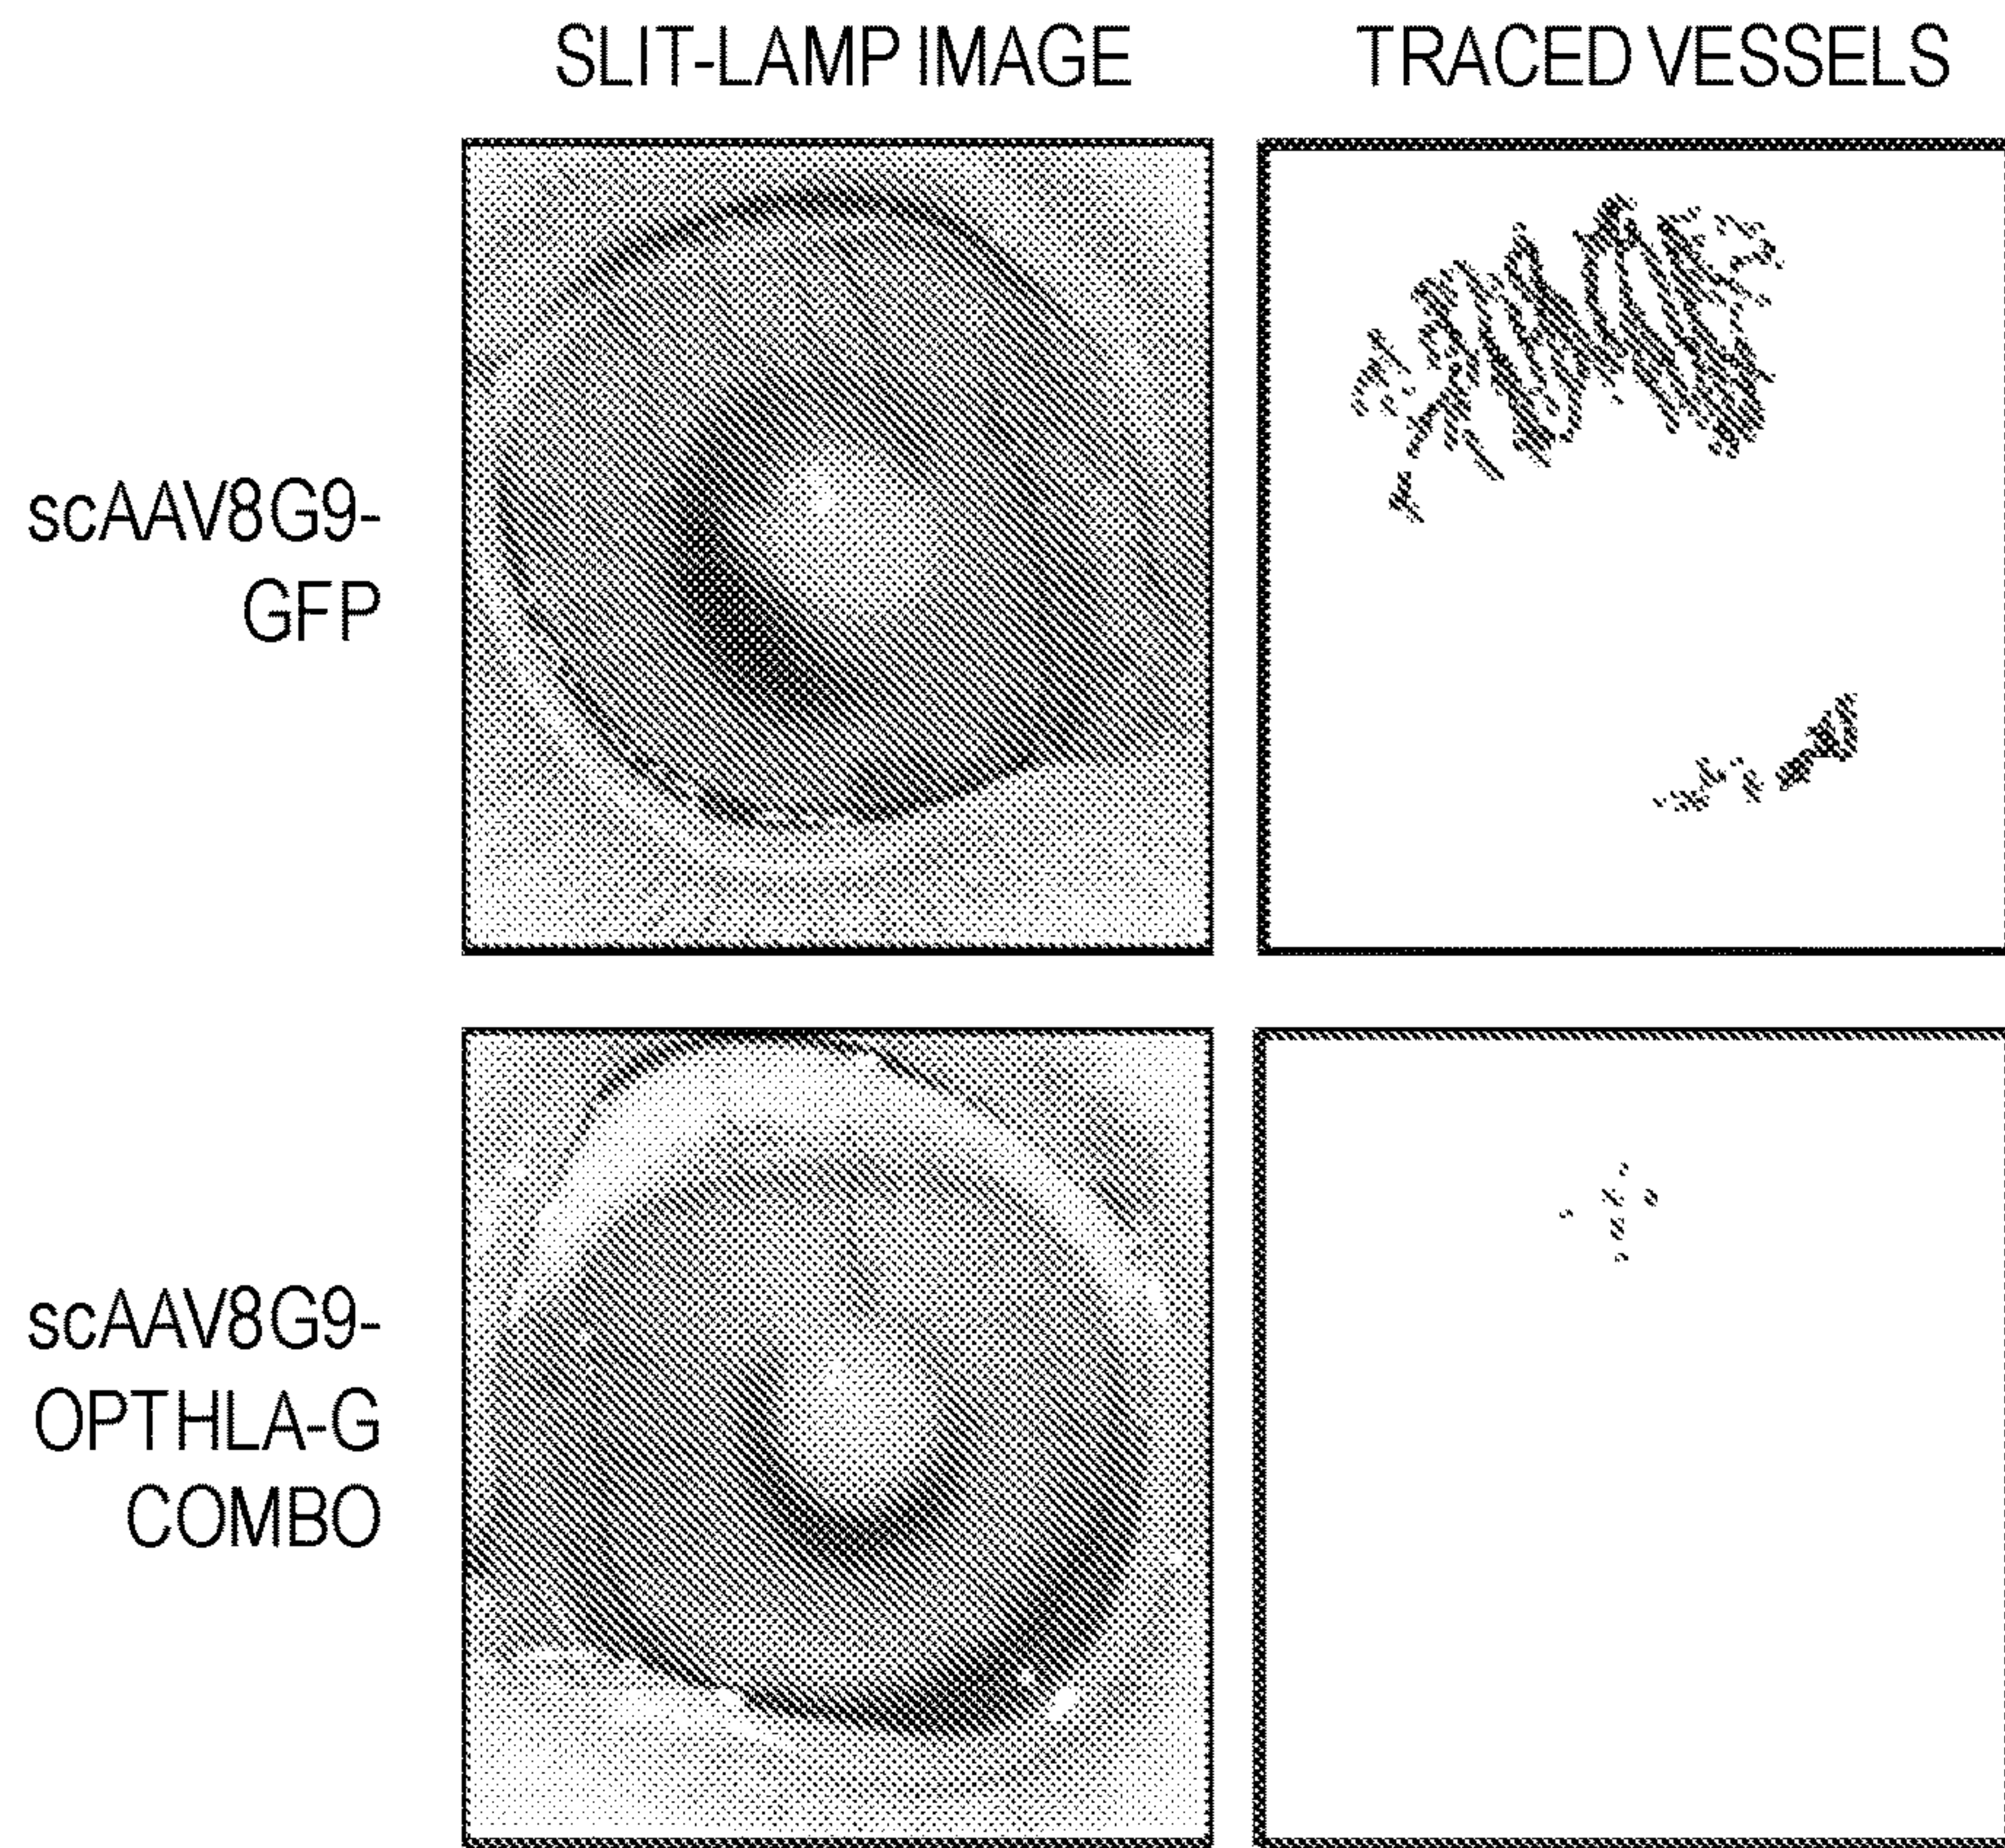 SLIT-LAMP IMAGE TRACED VESSELS
scAAV8G9-
GFP
scAAV8G9-
OPTHLA-G
COMBO